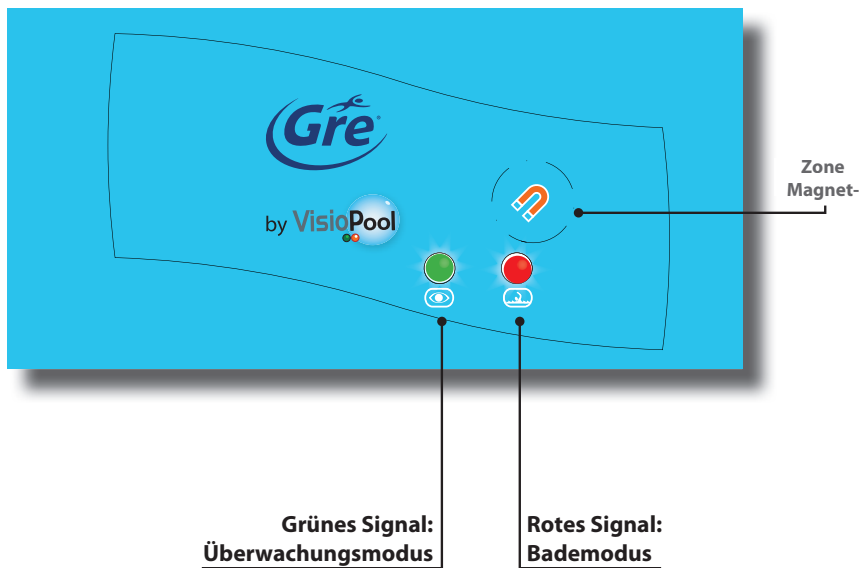 Gre
by VisioPool
Zone
Magnet-
Grünes Signal:
Überwachungsmodus
Rotes Signal:
Bademodus